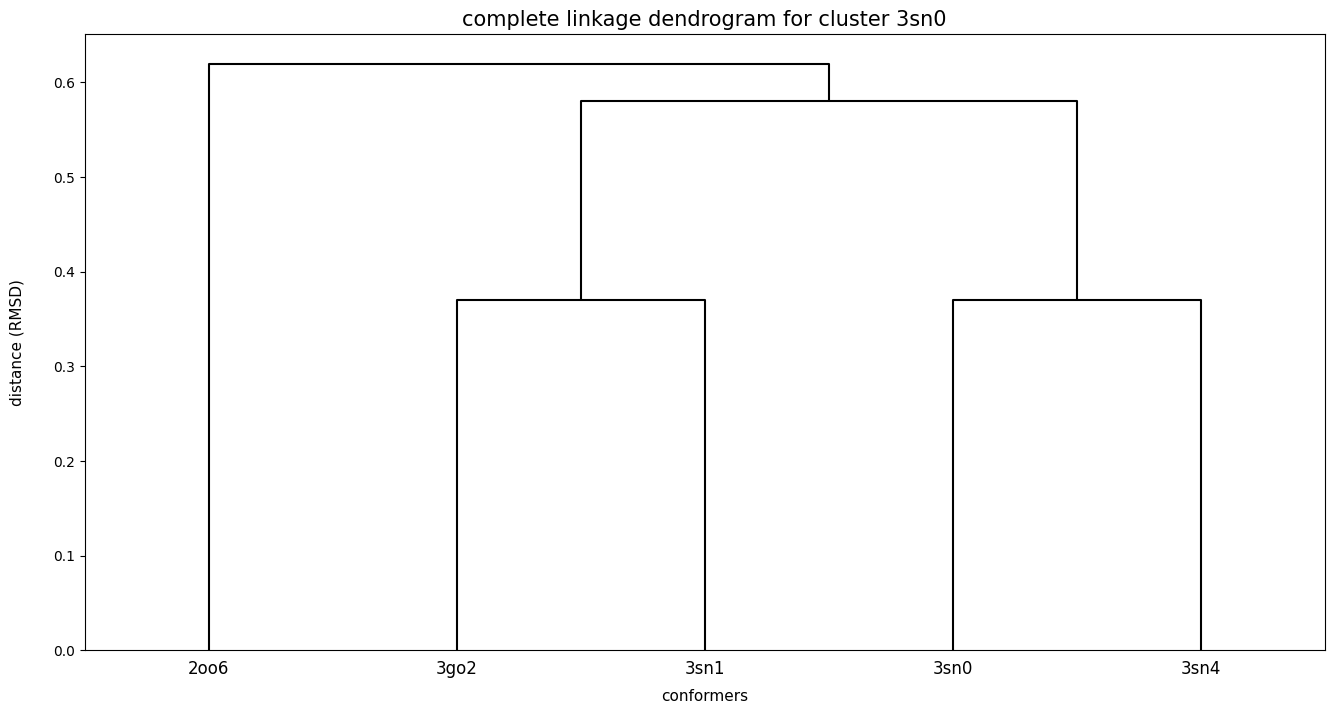 complete linkage dendrogram for cluster 3sn0
0.6
0.5
0.4
0.3
0.2
0.1
0.0
distance (RMSD)
2oo6 3go2 3sn1 3sn0 3sn4
conformers